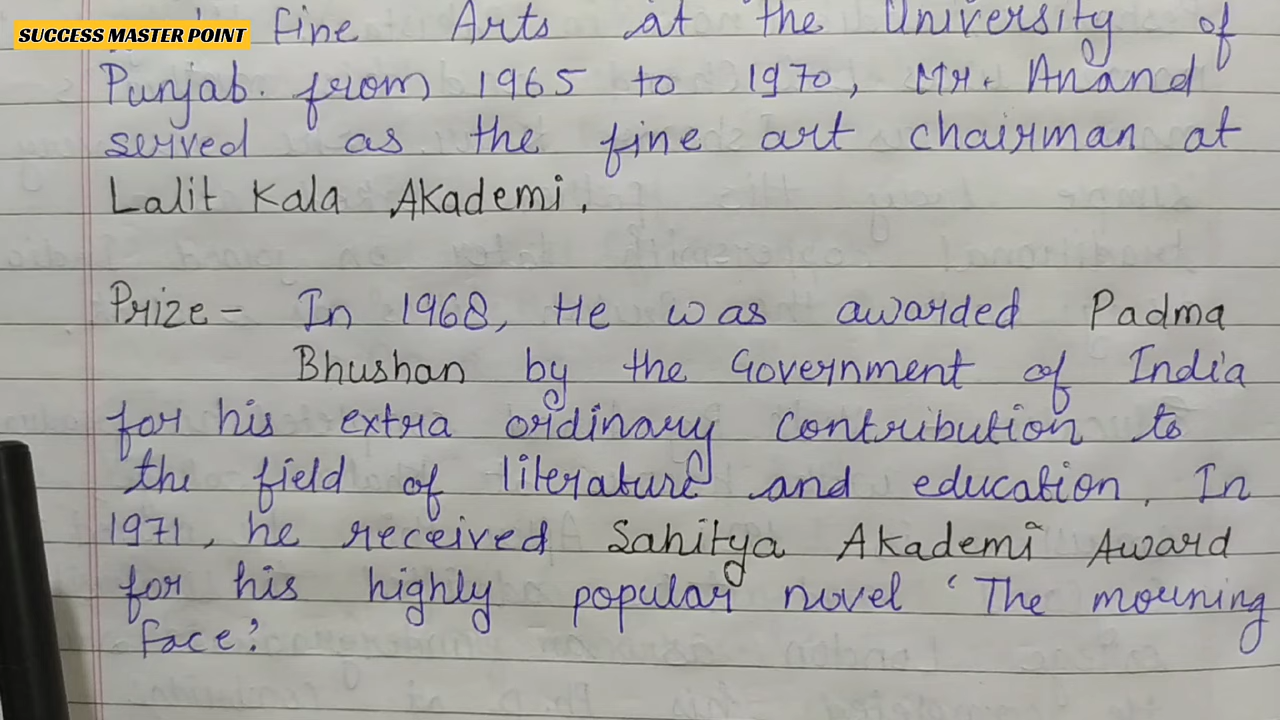 SUCCESS MASTER POINT
fine Arts at the University of
Punjab. from 1965 to 1970, Mr. Anand
served as the fine art chairman at
Lalit Kala Akademi.
Prize - In 1968, He was awarded Padma
Bhushan by the Government of India
for his extra ordinary contribution to
the field of literature and education. In
1971, he received Sahitya Akademi Award
for his highly popular novel 'The mourning
face'.